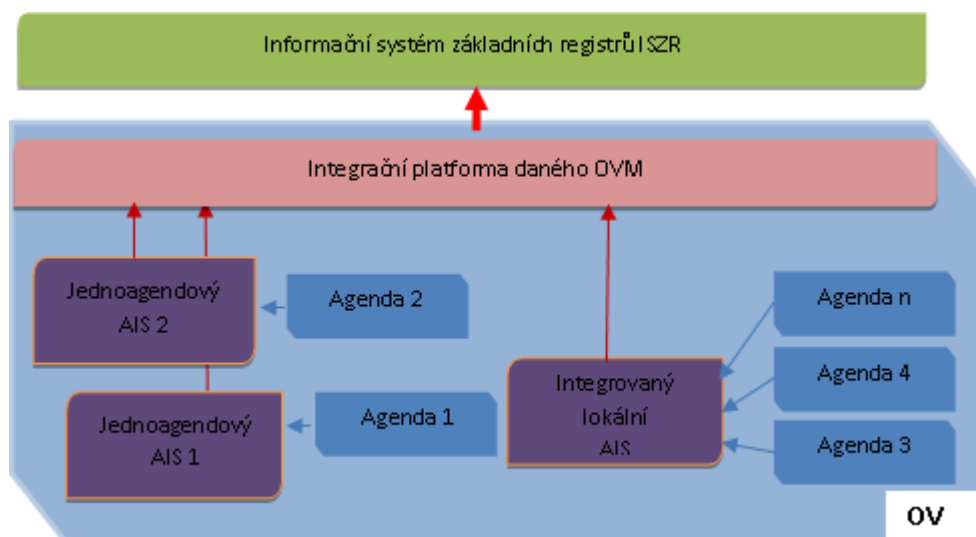 Informační systém základních registrů ISZR
Integrační platforma daného OVM
Jednoagendový
AIS 2
Agenda 2
Agenda n
Integrovaný
lokální
AIS
Agenda 4
Jednoagendový
AIS 1
Agenda 1
Agenda 3
OV